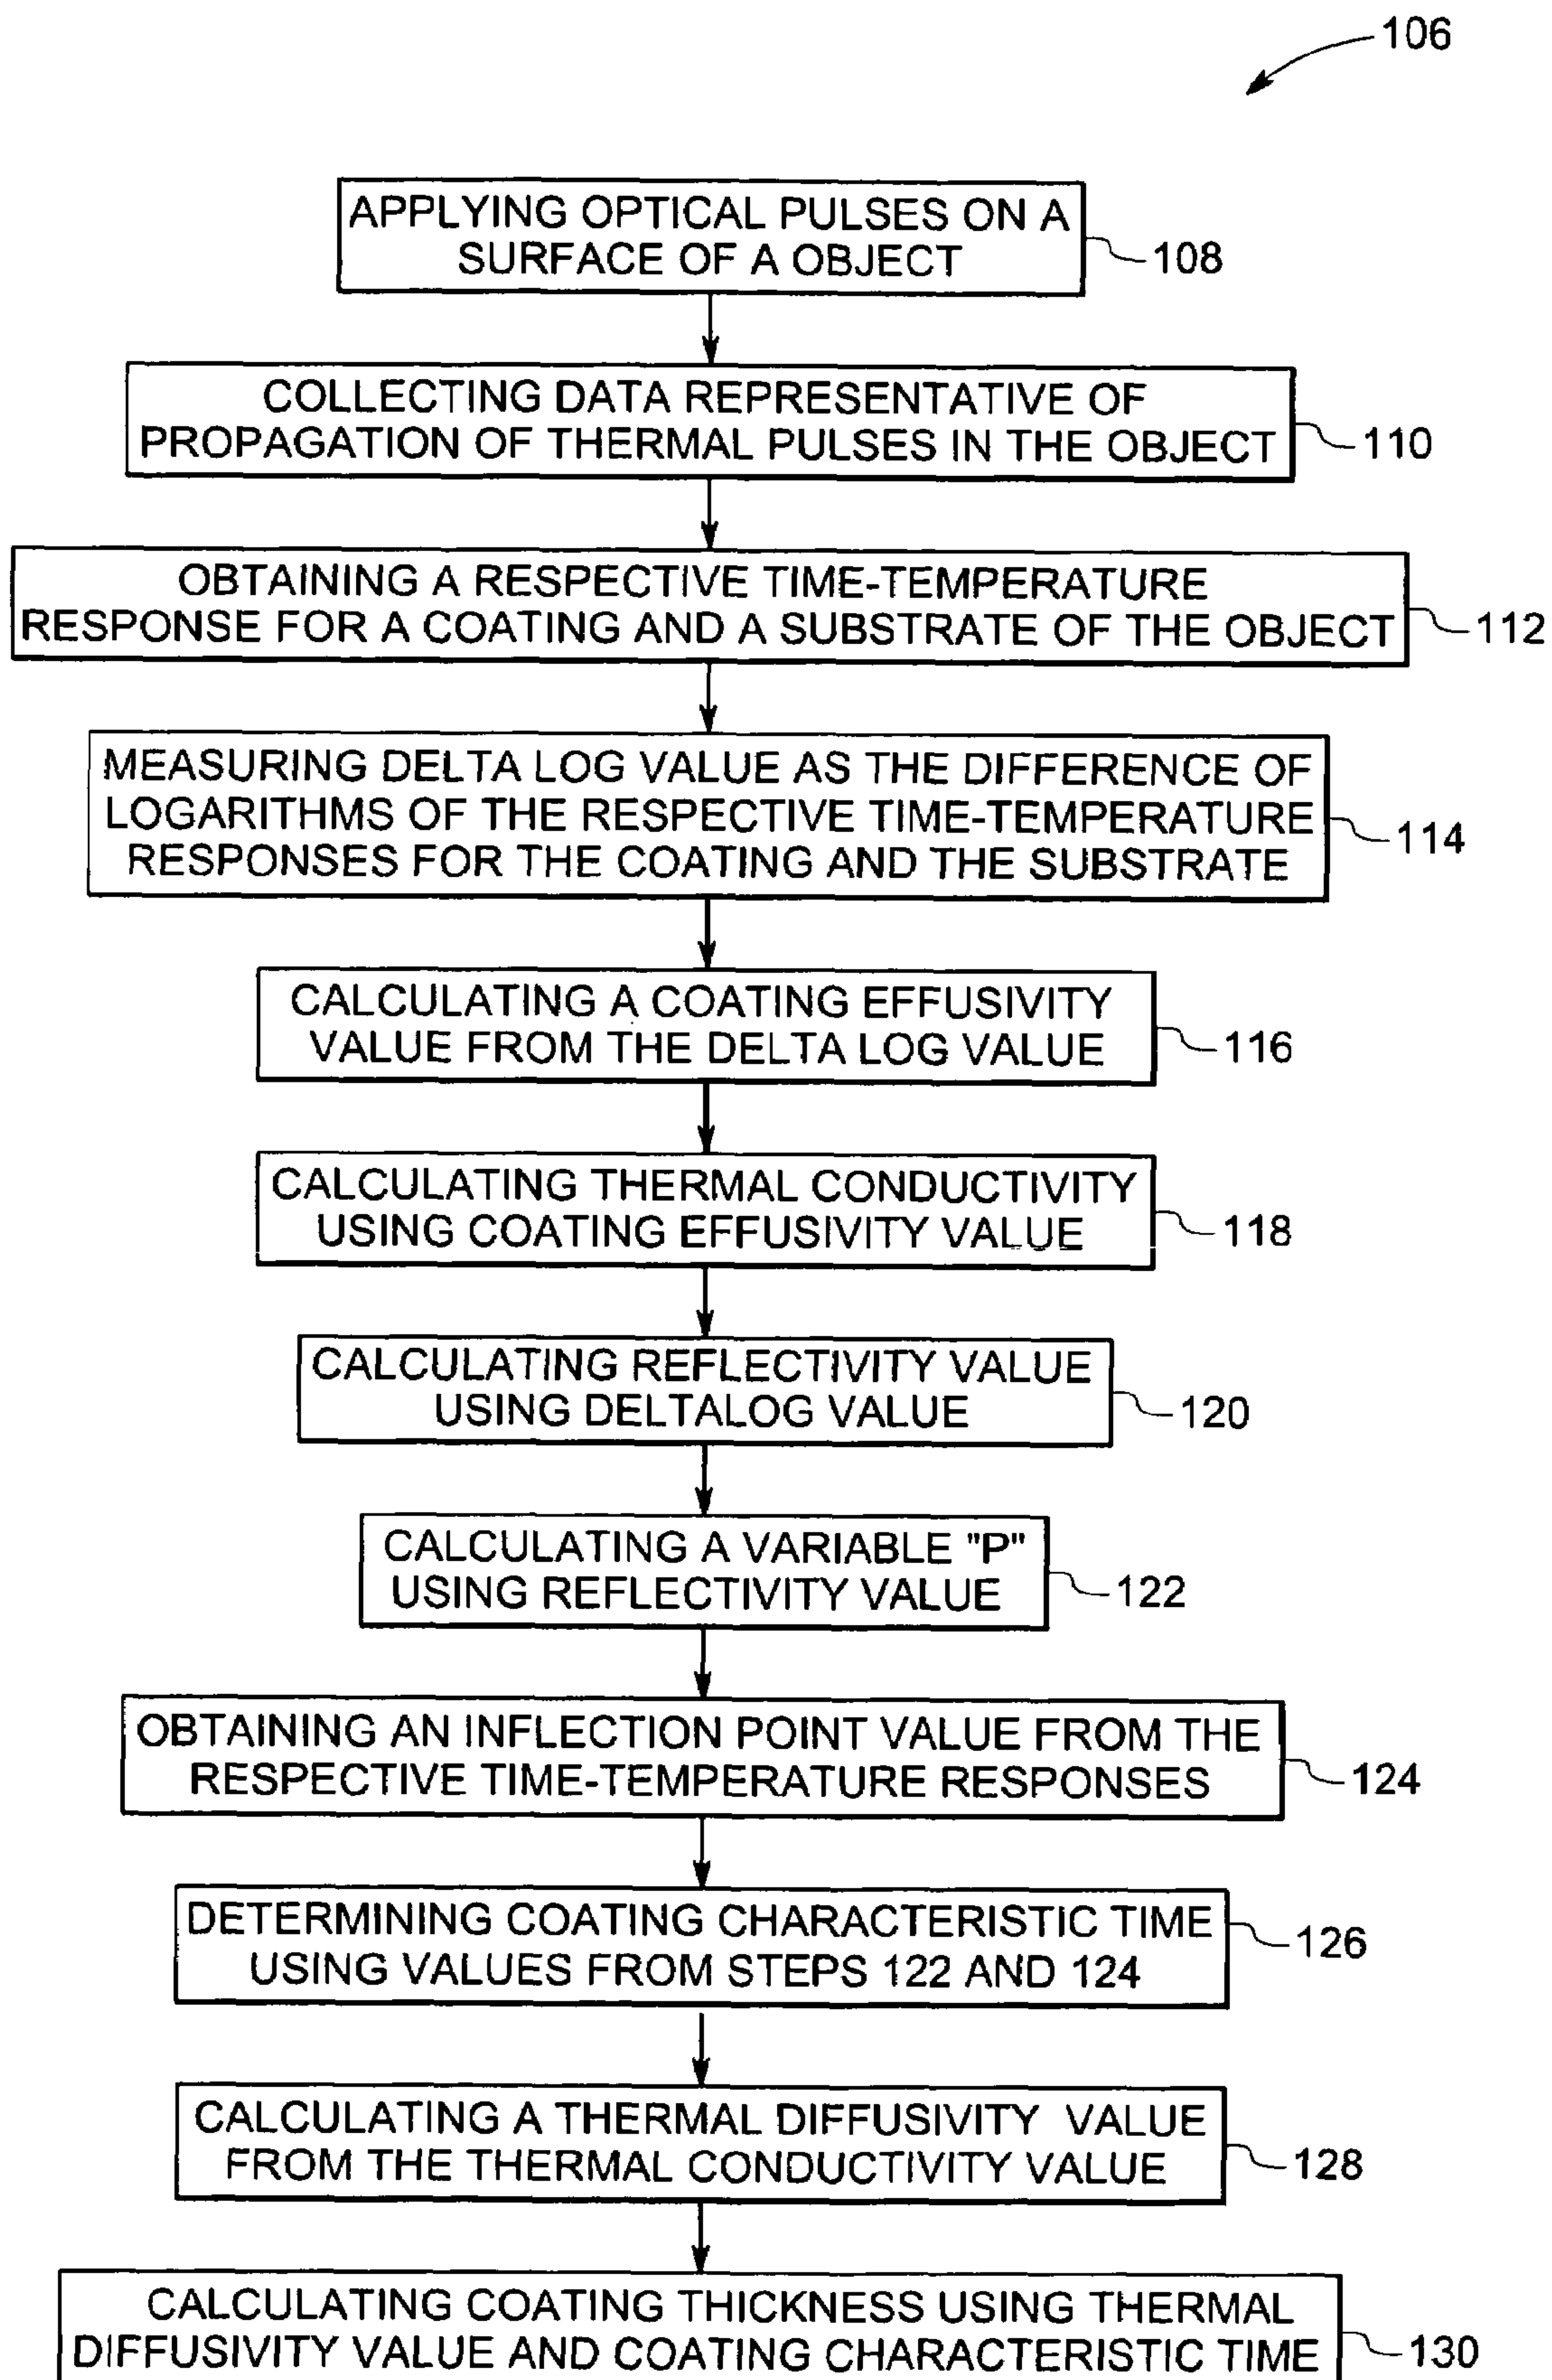 106
APPLYING OPTICAL PULSES ON A
SURFACE OF A OBJECT
108
COLLECTING DATA REPRESENTATIVE OF
PROPAGATION OF THERMAL PULSES IN THE OBJECT
110
OBTAINING A RESPECTIVE TIME-TEMPERATURE
RESPONSE FOR A COATING AND A SUBSTRATE OF THE OBJECT
112
MEASURING DELTA LOG VALUE AS THE DIFFERENCE OF
LOGARITHMS OF THE RESPECTIVE TIME-TEMPERATURE
RESPONSES FOR THE COATING AND THE SUBSTRATE
114
CALCULATING A COATING EFFUSIVITY
VALUE FROM THE DELTA LOG VALUE
116
CALCULATING THERMAL CONDUCTIVITY
USING COATING EFFUSIVITY VALUE
118
CALCULATING REFLECTIVITY VALUE
USING DELTALOG VALUE
120
CALCULATING A VARIABLE "P"
USING REFLECTIVITY VALUE
122
OBTAINING AN INFLECTION POINT VALUE FROM THE
RESPECTIVE TIME-TEMPERATURE RESPONSES
124
DETERMINING COATING CHARACTERISTIC TIME
USING VALUES FROM STEPS 122 AND 124
126
CALCULATING A THERMAL DIFFUSIVITY VALUE
FROM THE THERMAL CONDUCTIVITY VALUE
128
CALCULATING COATING THICKNESS USING THERMAL
DIFFUSIVITY VALUE AND COATING CHARACTERISTIC TIME
130